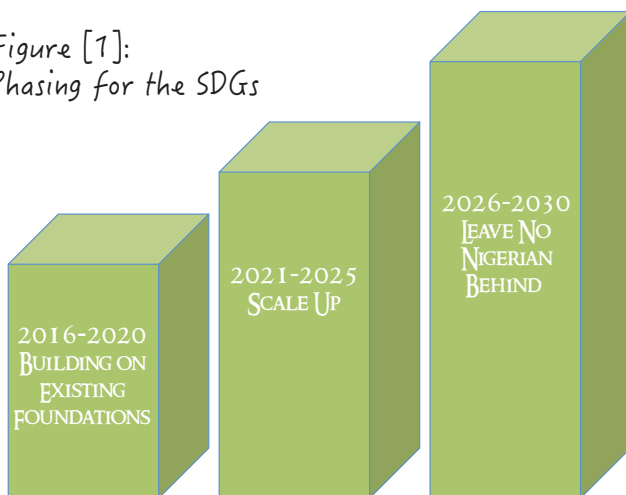 Figure [1]:
Phasing for the SDGs
2016-2020
Building on
Existing
Foundations
2021-2025
Scale Up
2026-2030
Leave No
Nigerian
Behind